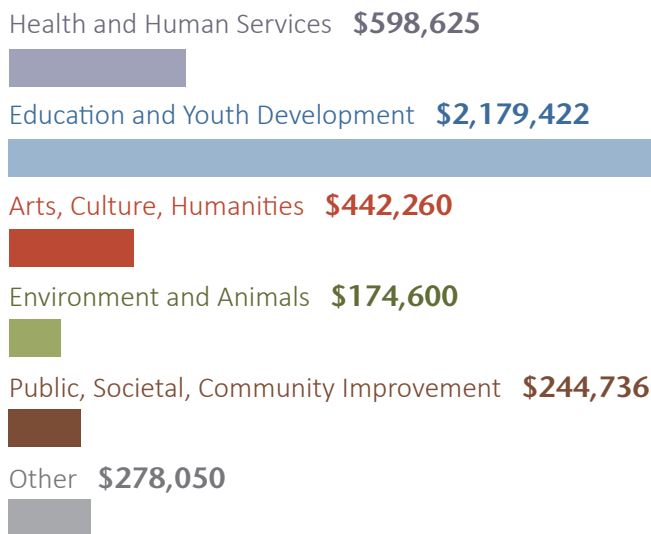 Health and Human Services $598,625
Education and Youth Development $2,179,422
Arts, Culture, Humanities $442,260
Environment and Animals $174,600
Public, Societal, Community Improvement $244,736
Other $278,050